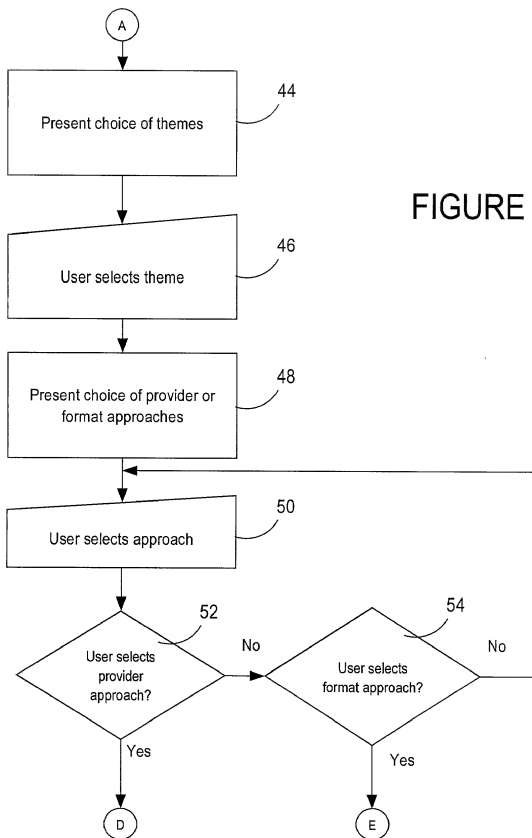 A
Present choice of themes
44
FIGURE
User selects theme
46
Present choice of provider or
format approaches
48
User selects approach
50
User selects
provider
approach?
52
No
User selects
format approach?
54
No
Yes
Yes
D
E